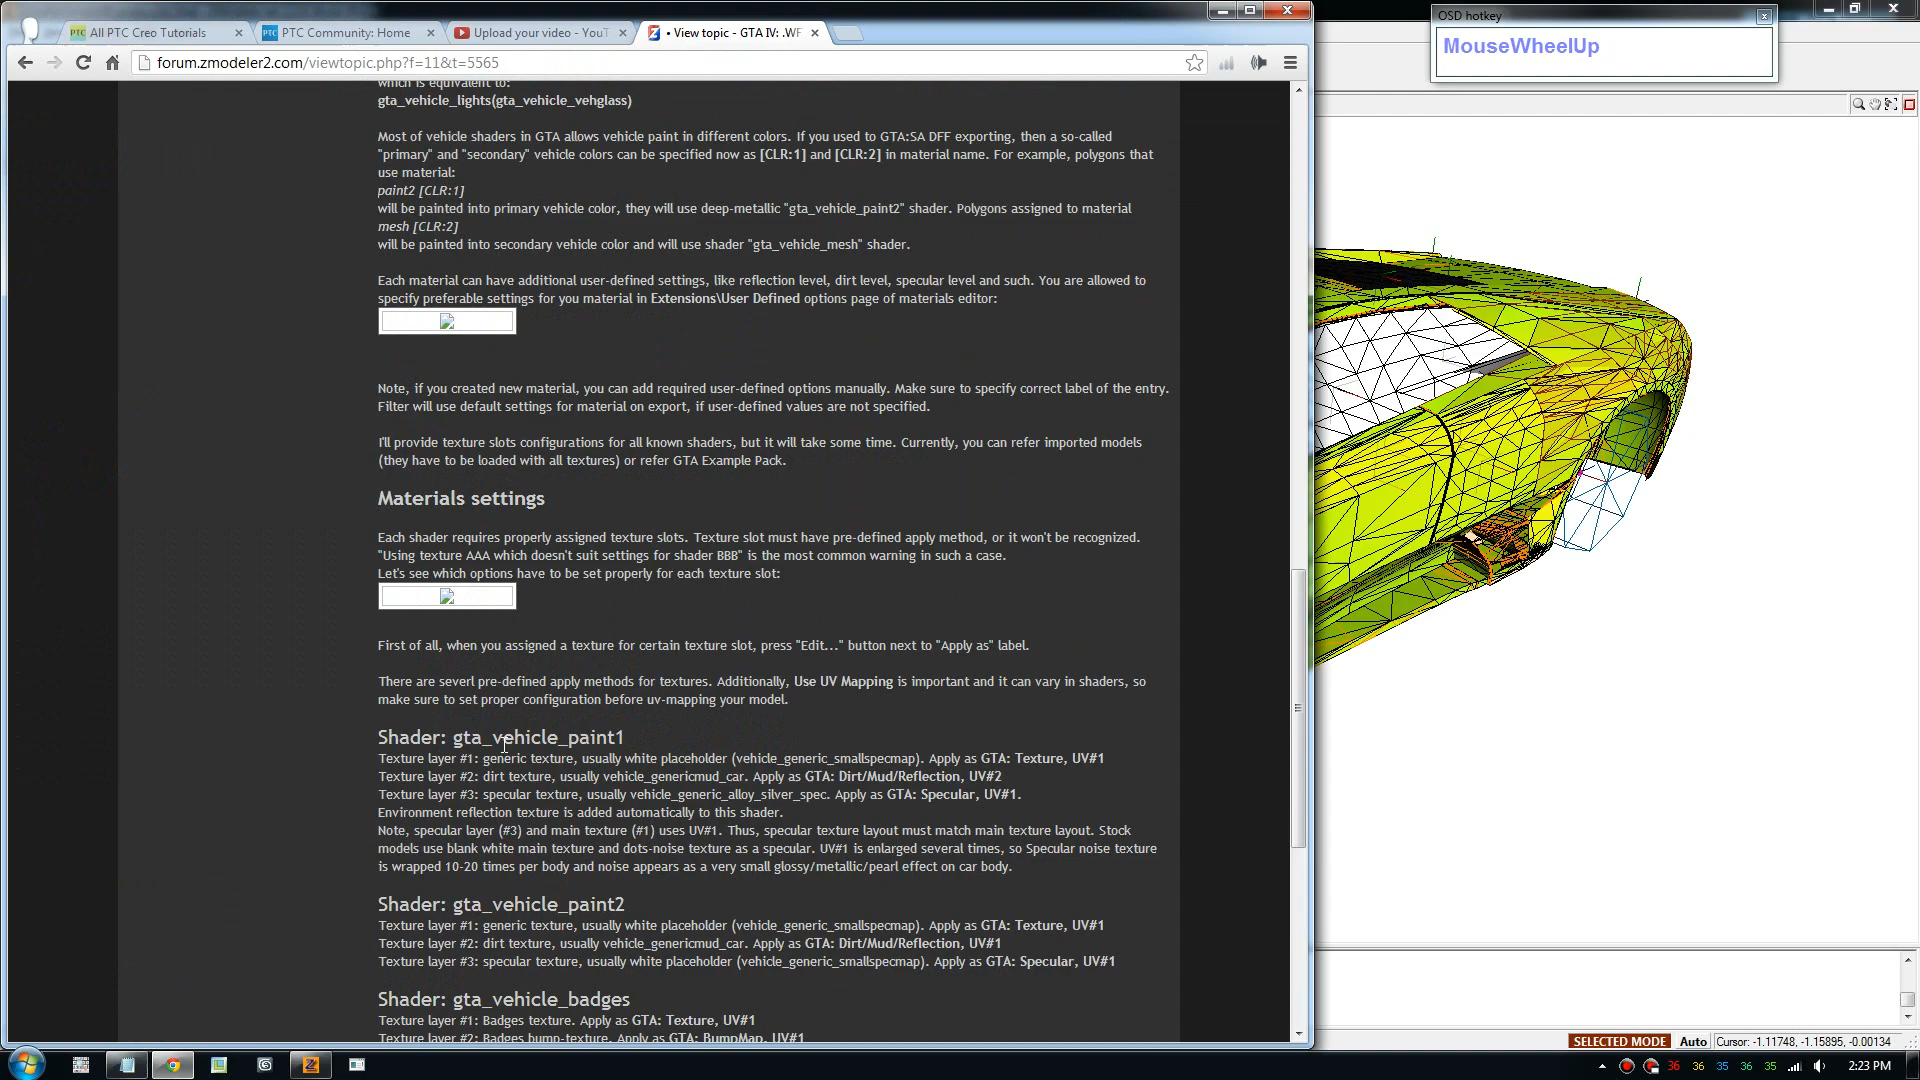 All PTC Creo Tutorials
PTC Community: Home
Upload your video - YouT
• View topic - GTA IV: .WF
OSD hotkey
MouseWheelUp
forum.zmodeler2.com/viewtopic.php?f=11&t=5565
which is equivalent to:
gta_vehicle_lights(gta_vehicle_vehglass)
Most of vehicle shaders in GTA allows vehicle paint in different colors. If you used to GTA:SA DFF exporting, then a so-called
"primary" and "secondary" vehicle colors can be specified now as [CLR:1] and [CLR:2] in material name. For example, polygons that
use material:
paint2 [CLR:1]
will be painted into primary vehicle color, they will use deep-metallic "gta_vehicle_paint2" shader. Polygons assigned to material
mesh [CLR:2]
will be painted into secondary vehicle color and will use shader "gta_vehicle_mesh" shader.
Each material can have additional user-defined settings, like reflection level, dirt level, specular level and such. You are allowed to
specify preferable settings for you material in Extensions\User Defined options page of materials editor:
Note, if you created new material, you can add required user-defined options manually. Make sure to specify correct label of the entry.
Filter will use default settings for material on export, if user-defined values are not specified.
I'll provide texture slots configurations for all known shaders, but it will take some time. Currently, you can refer imported models
(they have to be loaded with all textures) or refer GTA Example Pack.
Materials settings
Each shader requires properly assigned texture slots. Texture slot must have pre-defined apply method, or it won't be recognized.
"Using texture AAA which doesn't suit settings for shader BBB" is the most common warning in such a case.
Let's see which options have to be set properly for each texture slot:
First of all, when you assigned a texture for certain texture slot, press "Edit..." button next to "Apply as" label.
There are severl pre-defined apply methods for textures. Additionally, Use UV Mapping is important and it can vary in shaders, so
make sure to set proper configuration before uv-mapping your model.
Shader: gta_vehicle_paint1
Texture layer #1: generic texture, usually white placeholder (vehicle_generic_smallspecmap). Apply as GTA: Texture, UV#1
Texture layer #2: dirt texture, usually vehicle_genericmud_car. Apply as GTA: Dirt/Mud/Reflection, UV#2
Texture layer #3: specular texture, usually vehicle_generic_alloy_silver_spec. Apply as GTA: Specular, UV#1.
Environment reflection texture is added automatically to this shader.
Note, specular layer (#3) and main texture (#1) uses UV#1. Thus, specular texture layout must match main texture layout. Stock
models use blank white main texture and dots-noise texture as a specular. UV#1 is enlarged several times, so Specular noise texture
is wrapped 10-20 times per body and noise appears as a very small glossy/metallic/pearl effect on car body.
Shader: gta_vehicle_paint2
Texture layer #1: generic texture, usually white placeholder (vehicle_generic_smallspecmap). Apply as GTA: Texture, UV#1
Texture layer #2: dirt texture, usually vehicle_genericmud_car. Apply as GTA: Dirt/Mud/Reflection, UV#1
Texture layer #3: specular texture, usually white placeholder (vehicle_generic_smallspecmap). Apply as GTA: Specular, UV#1
Shader: gta_vehicle_badges
Texture layer #1: Badges texture. Apply as GTA: Texture, UV#1
Texture layer #2: Badges bump-texture. Apply as GTA: BumpMap, UV#1
SELECTED MODE Auto Cursor: -1.11748, -1.15895, -0.00134
36 36 35 36 35 2:23 PM